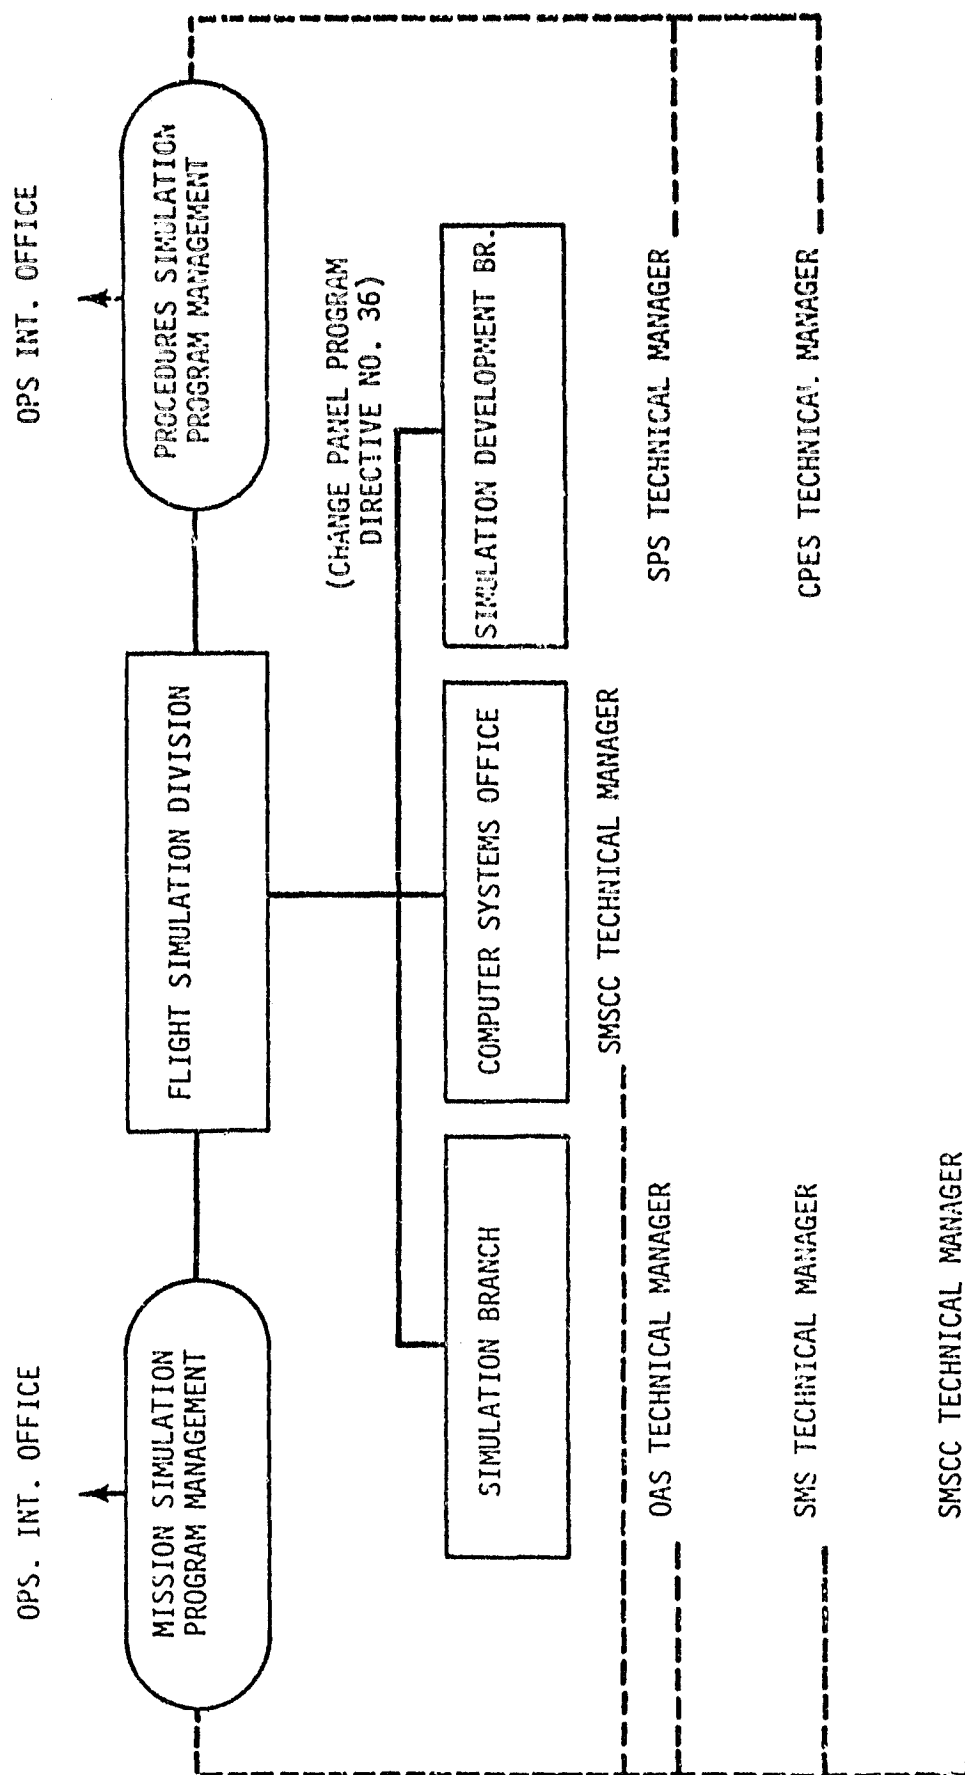 OPS. INT. OFFICE
OPS INT. OFFICE
MISSION SIMULATION
PROGRAM MANAGEMENT
FLIGHT SIMULATION DIVISION
PROCEDURES SIMULATION
PROGRAM MANAGEMENT
(CHANGE PANEL PROGRAM
DIRECTIVE NO. 36)
SIMULATION BRANCH
COMPUTER SYSTEMS OFFICE
SIMULATION DEVELOPMENT BR.
SMSCC TECHNICAL MANAGER
OAS TECHNICAL MANAGER
SPS TECHNICAL MANAGER
SMS TECHNICAL MANAGER
CPES TECHNICAL MANAGER
SMSCC TECHNICAL MANAGER